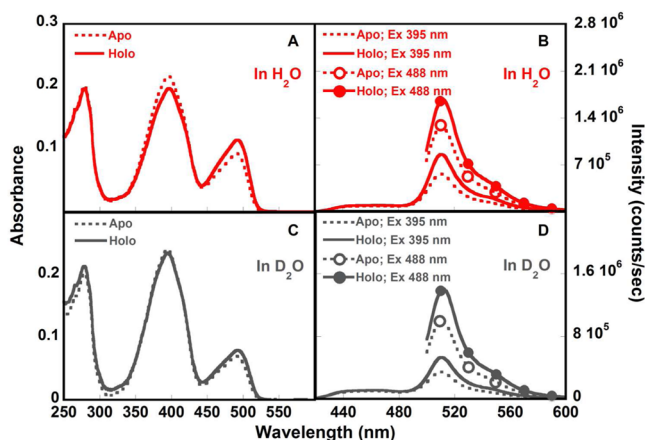 0.3
0.2
0.1
Apo
Holo
A
In H2O
Apo; Ex 395 nm
Holo; Ex 395 nm
Apo; Ex 488 nm
Holo; Ex 488 nm
B
In H2O
2.8 10^6
2.1 10^6
1.4 10^6
7 10^5
Absorbance
Intensity (counts/sec)
0.2
0.1
0
Apo
Holo
C
In D2O
Apo; Ex 395 nm
Holo; Ex 395 nm
Apo; Ex 488 nm
Holo; Ex 488 nm
D
In D2O
1.6 10^6
8 10^5
0
250 300 350 400 450 500
440 480 520 560 600
Wavelength (nm)